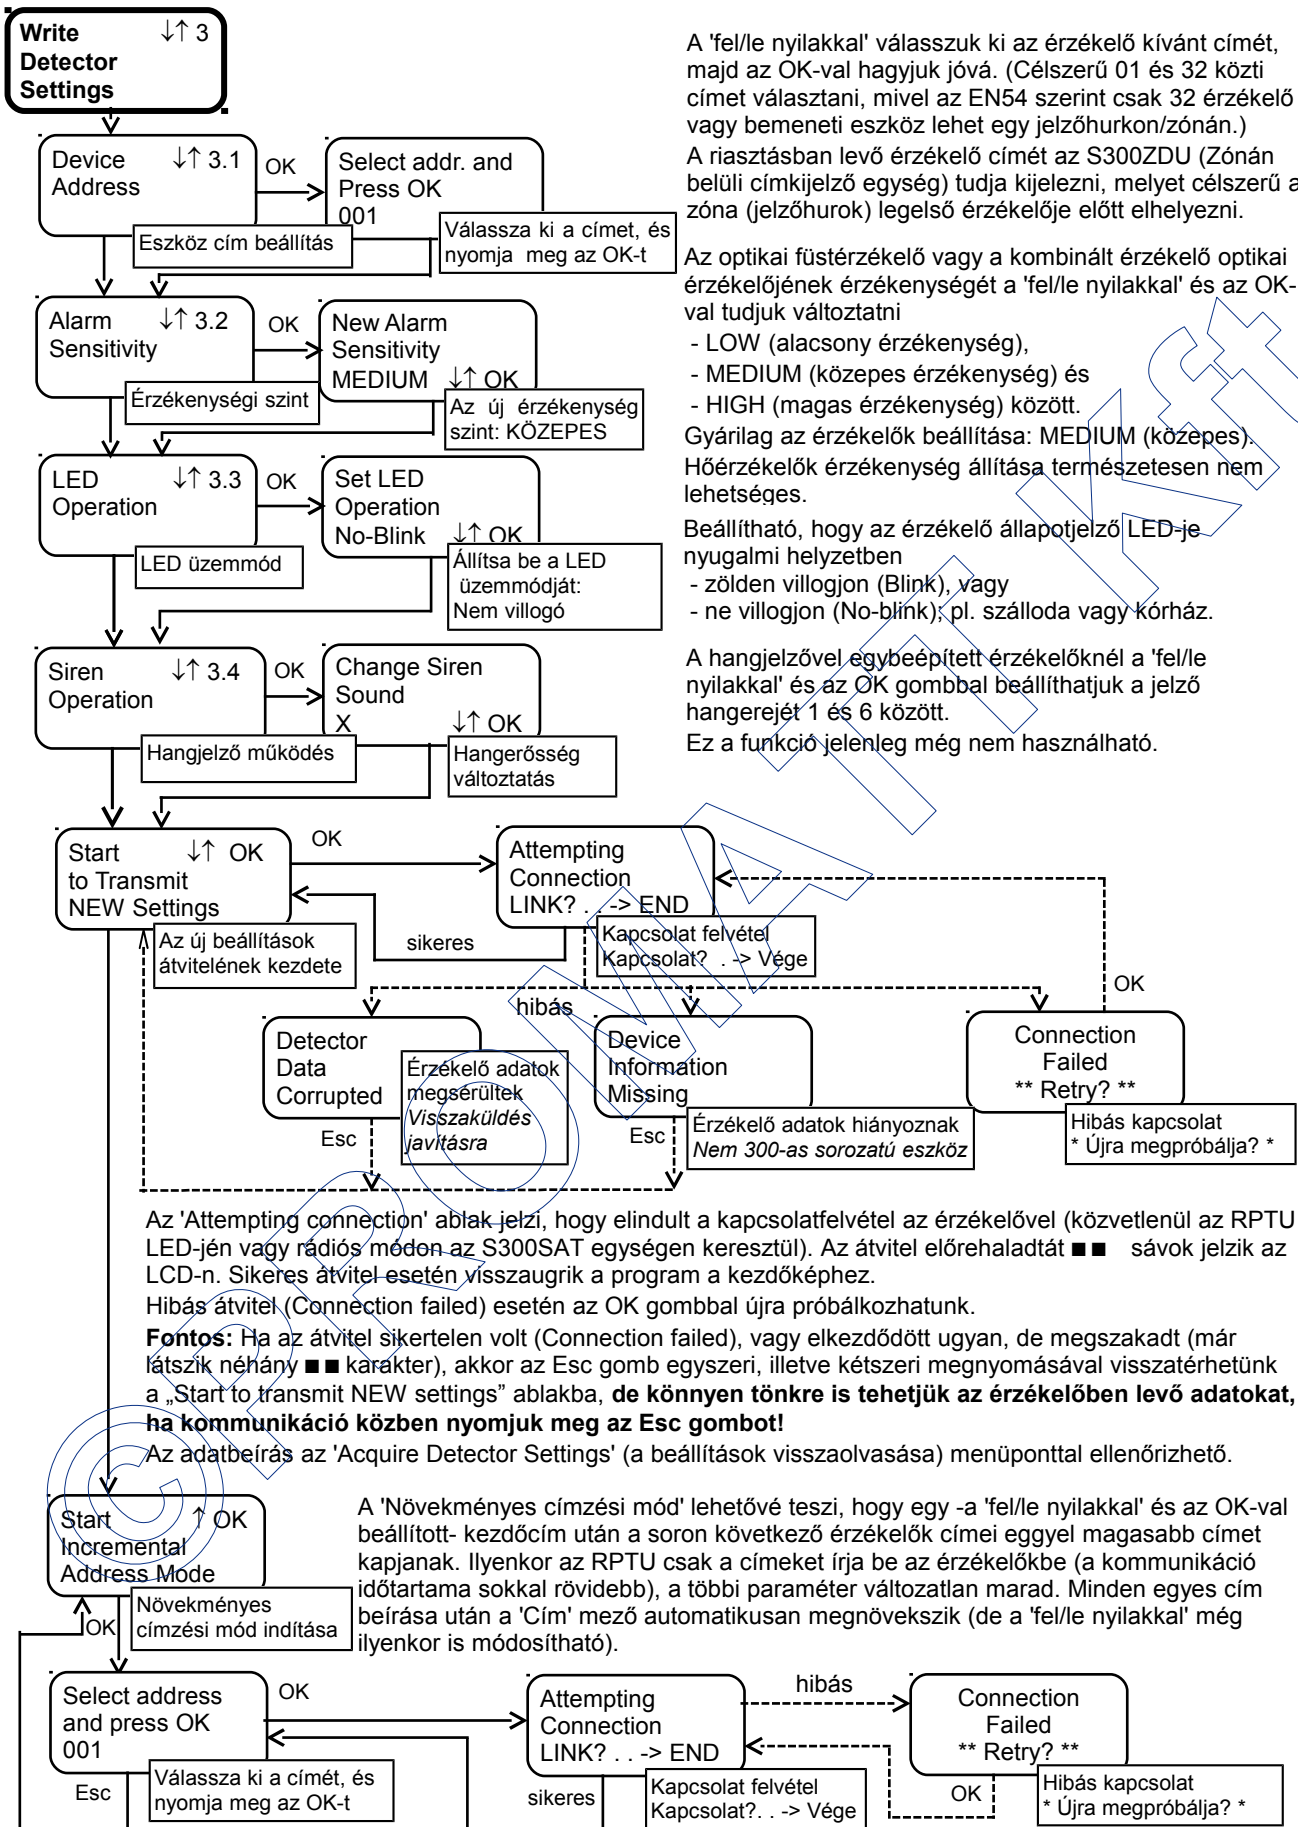 Write ↓↑ 3
Detector
Settings
A 'fel/le nyilakkal' válasszuk ki az érzékelő kívánt címét,
majd az OK-val hagyjuk jóvá. (Célszerű 01 és 32 közti
címet választani, mivel az EN54 szerint csak 32 érzékelő
vagy bemeneti eszköz lehet egy jelzőhurkon/zónán.)
A riasztásban levő érzékelő címét az S300ZDU (Zónán
belüli címkijelző egység) tudja kijelezni, melyet célszerű a
zóna (jelzőhurok) legelső érzékelője előtt elhelyezni.
Device ↓↑ 3.1
Address
OK
Select addr. and
Press OK
001
Eszköz cím beállítás
Válassza ki a címet, és
nyomja meg az OK-t
Az optikai füstérzékelő vagy a kombinált érzékelő optikai
érzékelőjének érzékenységét a 'fel/le nyilakkal' és az OK-
val tudjuk változtatni
- LOW (alacsony érzékenység),
- MEDIUM (közepes érzékenység) és
- HIGH (magas érzékenység) között.
Gyárilag az érzékelők beállítása: MEDIUM (közepes).
Hőérzékelők érzékenység állítása természetesen nem
lehetséges.
Alarm ↓↑ 3.2
Sensitivity
OK
New Alarm
Sensitivity
MEDIUM ↓↑ OK
Érzékenységi szint
Az új érzékenység
szint: KÖZEPES
LED ↓↑ 3.3
Operation
OK
Set LED
Operation
No-Blink ↓↑ OK
LED üzemmód
Állítsa be a LED
üzemmódját:
Nem villogó
Beállítható, hogy az érzékelő állapotjelző LED-je
nyugalmi helyzetben
- zölden villogjon (Blink), vagy
- ne villogjon (No-blink); pl. szálloda vagy kórház.
Siren ↓↑ 3.4
Operation
OK
Change Siren
Sound
X ↓↑ OK
Hangjelző működés
Hangerősség
változtatás
A hangjelzővel egybeépített érzékelőknél a 'fel/le
nyilakkal' és az OK gombbal beállíthatjuk a jelző
hangerejét 1 és 6 között.
Ez a funkció jelenleg még nem használható.
Start ↓↑ OK
to Transmit
NEW Settings
OK
Attempting
Connection
LINK? . . -> END
Az új beállítások
átvitelének kezdete
sikeres
Kapcsolat felvétel
Kapcsolat? . -> Vége
hibás
OK
Detector
Data
Corrupted
Érzékelő adatok
megsérültek
Visszaküldés
javításra
Esc
Device
Information
Missing
Érzékelő adatok hiányoznak
Nem 300-as sorozatú eszköz
Esc
Connection
Failed
** Retry? **
Hibás kapcsolat
* Újra megpróbálja? *
Az 'Attempting connection' ablak jelzi, hogy elindult a kapcsolatfelvétel az érzékelővel (közvetlenül az RPTU
LED-jén vagy rádiós módon az S300SAT egységen keresztül). Az átvitel előrehaladtát ■ ■ sávok jelzik az
LCD-n. Sikeres átvitel esetén visszaugrik a program a kezdőképhez.
Hibás átvitel (Connection failed) esetén az OK gombbal újra próbálkozhatunk.
Fontos: Ha az átvitel sikertelen volt (Connection failed), vagy elkezdődött ugyan, de megszakadt (már
látszik néhány ■ ■ karakter), akkor az Esc gomb egyszeri, illetve kétszeri megnyomásával visszatérhetünk
a „Start to transmit NEW settings” ablakba, de könnyen tönkre is tehetjük az érzékelőben levő adatokat,
ha kommunikáció közben nyomjuk meg az Esc gombot!
Az adatbeírás az 'Acquire Detector Settings' (a beállítások visszaolvasása) menüponttal ellenőrizhető.
Start ↑ OK
Incremental
Address Mode
Növekményes
címzési mód indítása
OK
A 'Növekményes címzési mód' lehetővé teszi, hogy egy -a 'fel/le nyilakkal' és az OK-val
beállított- kezdőcím után a soron következő érzékelők címei eggyel magasabb címet
kapjanak. Ilyenkor az RPTU csak a címeket írja be az érzékelőkbe (a kommunikáció
időtartama sokkal rövidebb), a többi paraméter változatlan marad. Minden egyes cím
beírása után a 'Cím' mező automatikusan megnövekszik (de a 'fel/le nyilakkal' még
ilyenkor is módosítható).
Select address
and press OK
001
OK
Válassza ki a címét, és
nyomja meg az OK-t
Esc
Attempting
Connection
LINK? . . -> END
sikeres
Kapcsolat felvétel
Kapcsolat?. . -> Vége
hibás
Connection
Failed
** Retry? **
OK
Hibás kapcsolat
* Újra megpróbálja? *
© PROMATT Kft